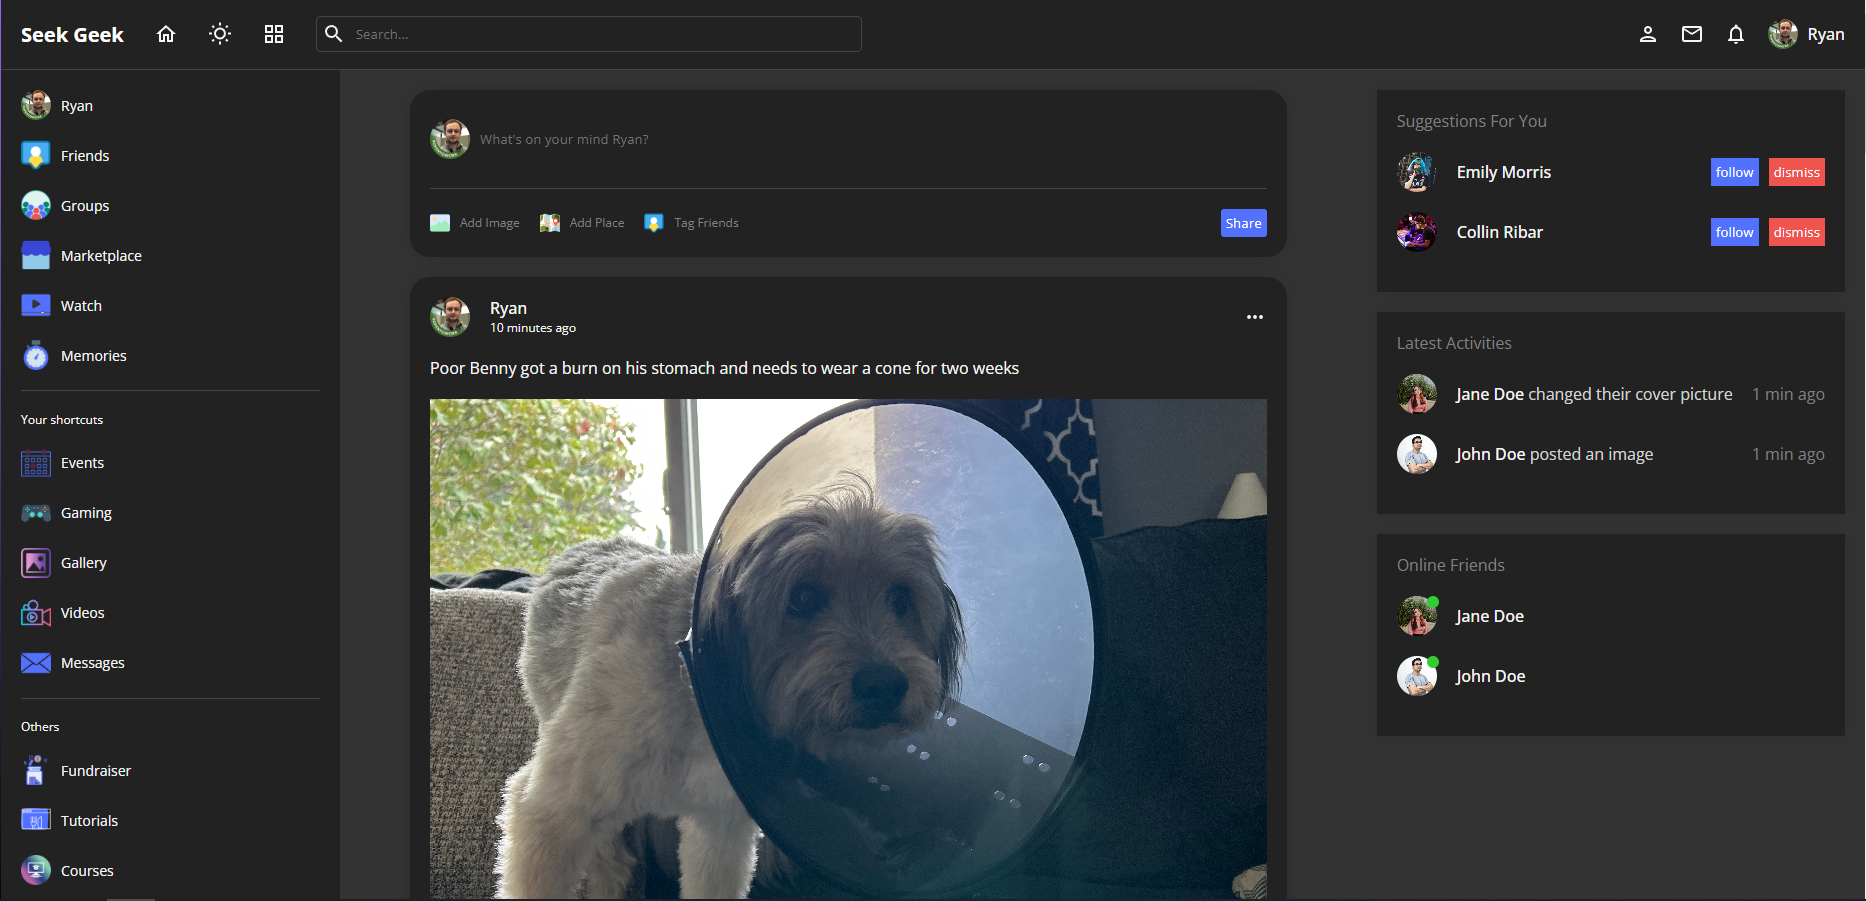 Seek Geek
Search...
Ryan
Ryan
Friends
Groups
Marketplace
Watch
Memories
Your shortcuts
Events
Gaming
Gallery
Videos
Messages
Others
Fundraiser
Tutorials
Courses
What's on your mind Ryan?
Add Image
Add Place
Tag Friends
Share
Ryan
10 minutes ago
Poor Benny got a burn on his stomach and needs to wear a cone for two weeks
Suggestions For You
Emily Morris follow dismiss
Collin Ribar follow dismiss
Latest Activities
Jane Doe changed their cover picture 1 min ago
John Doe posted an image 1 min ago
Online Friends
Jane Doe
John Doe